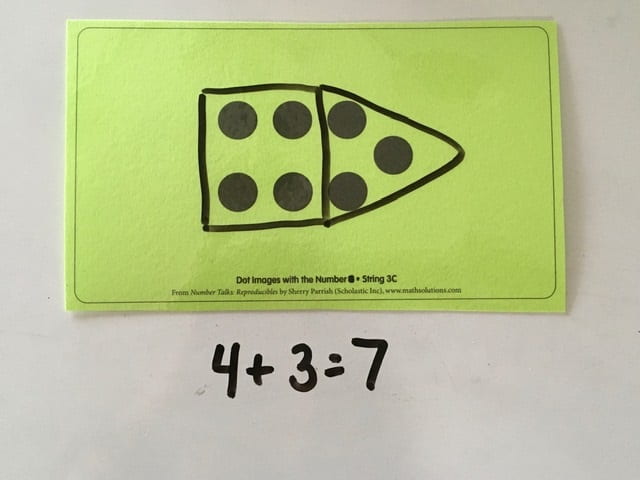 Dot Images with the Number • String 3C
From Number Talks: Reproducibles by Sherry Parrish (Scholastic Inc), www.mathsolutions.com
4+3=7